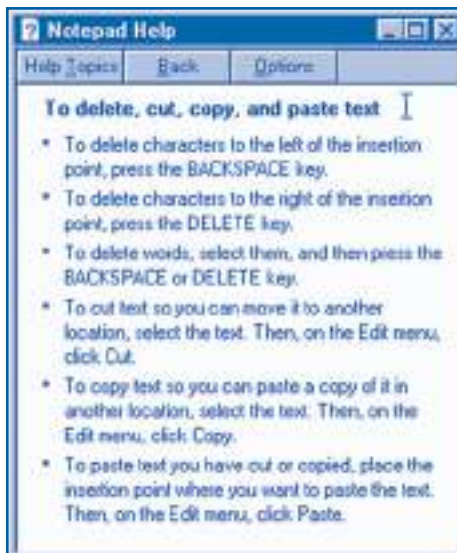 Notepad Help
Help Topics Back Options
To delete, cut, copy, and paste text
• To delete characters to the left of the insertion
point, press the BACKSPACE key.
• To delete characters to the right of the insertion
point, press the DELETE key.
• To delete words, select them, and then press the
BACKSPACE or DELETE key.
• To cut text so you can move it to another
location, select the text. Then, on the Edit menu,
click Cut.
• To copy text so you can paste a copy of it in
another location, select the text. Then, on the
Edit menu, click Copy.
• To paste text you have cut or copied, place the
insertion point where you want to paste the text.
Then, on the Edit menu, click Paste.